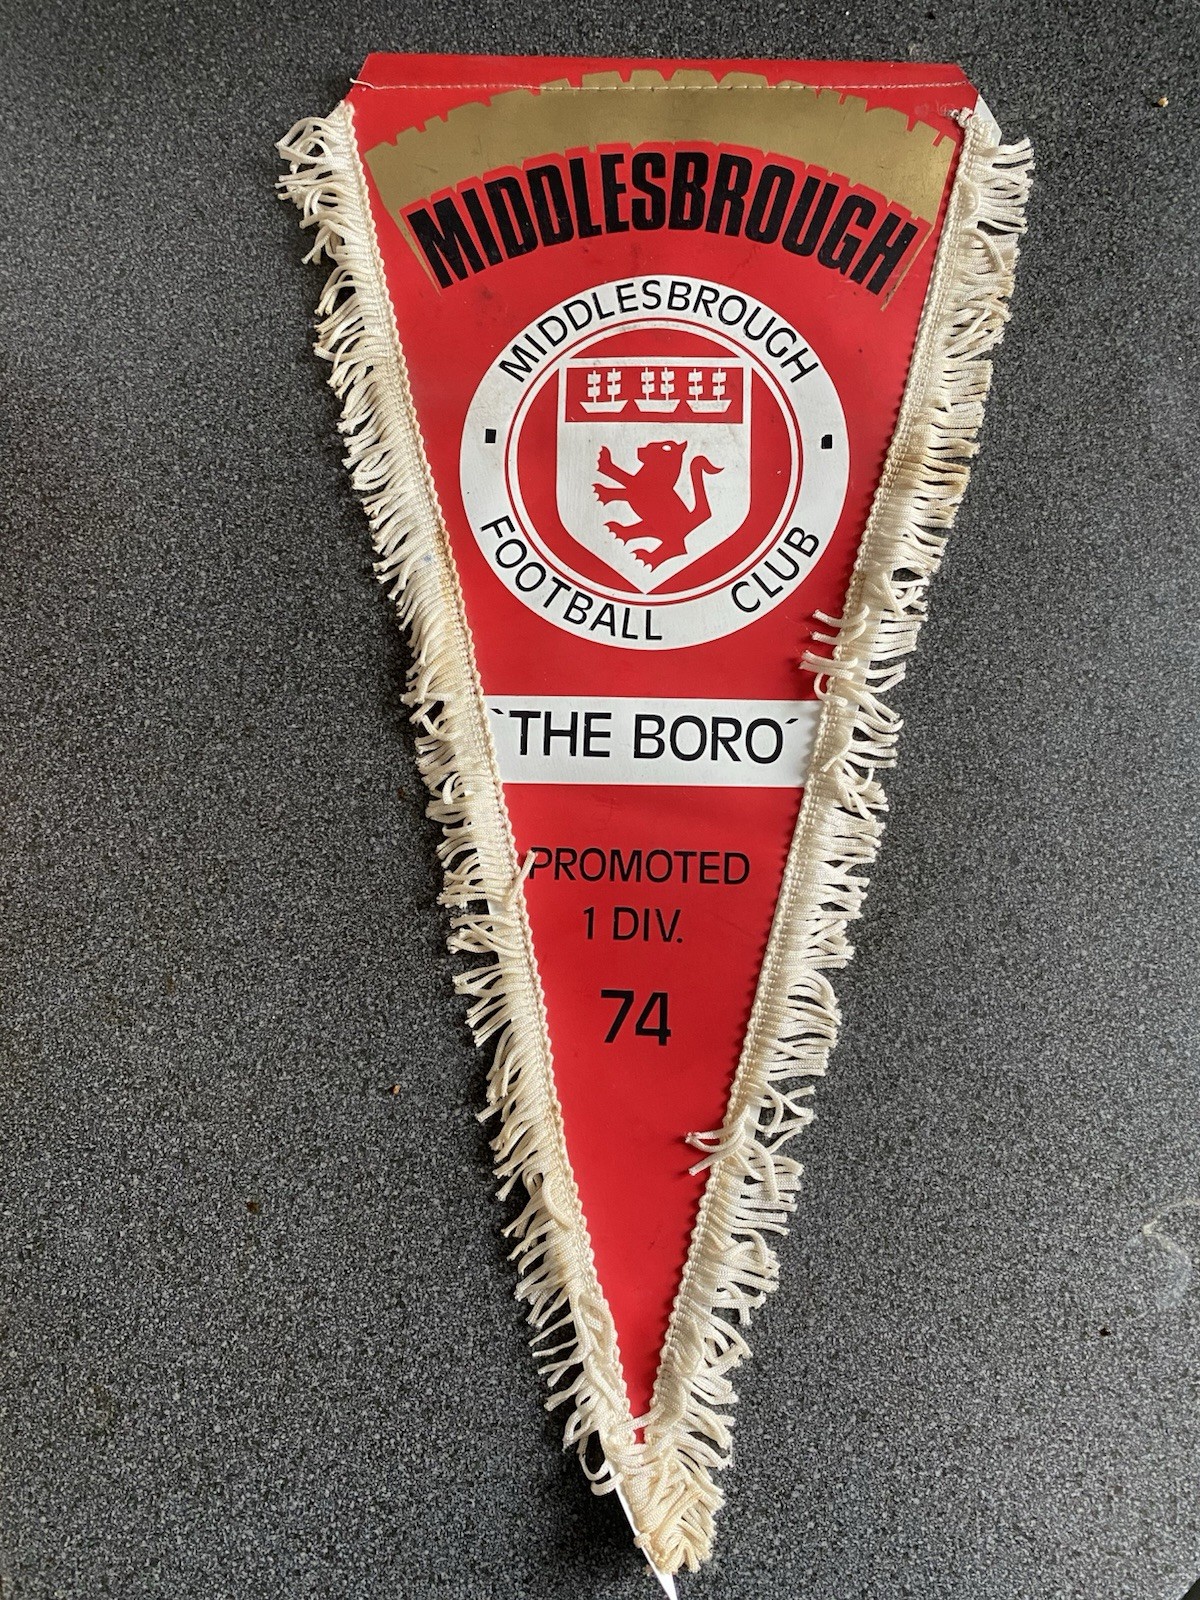 MIDDLESBROUGH
MIDDLESBROUGH
FOOTBALL CLUB
`THE BORO´
PROMOTED
1 DIV.
74